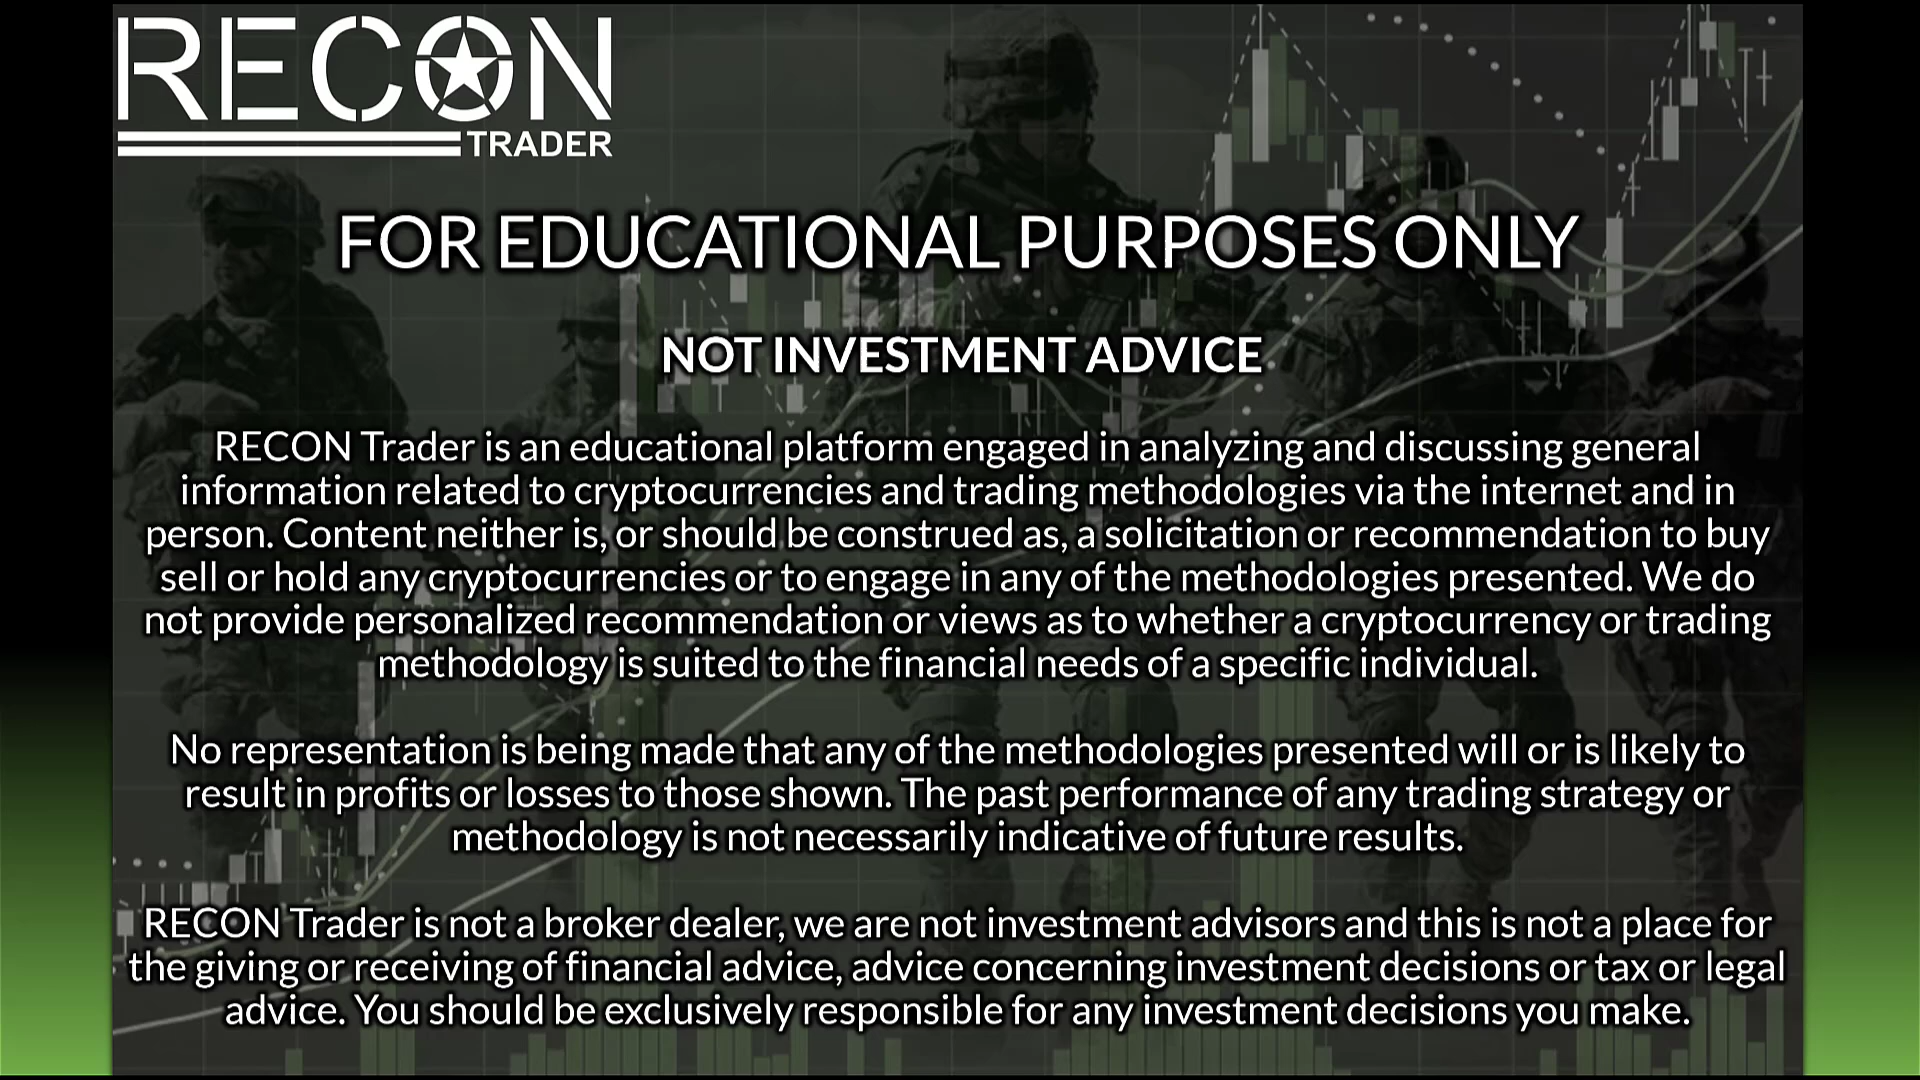 RECON
TRADER
FOR EDUCATIONAL PURPOSES ONLY
NOT INVESTMENT ADVICE
RECON Trader is an educational platform engaged in analyzing and discussing general
information related to cryptocurrencies and trading methodologies via the internet and in
person. Content neither is, or should be construed as, a solicitation or recommendation to buy
sell or hold any cryptocurrencies or to engage in any of the methodologies presented. We do
not provide personalized recommendation or views as to whether a cryptocurrency or trading
methodology is suited to the financial needs of a specific individual.
No representation is being made that any of the methodologies presented will or is likely to
result in profits or losses to those shown. The past performance of any trading strategy or
methodology is not necessarily indicative of future results.
RECON Trader is not a broker dealer, we are not investment advisors and this is not a place for
the giving or receiving of financial advice, advice concerning investment decisions or tax or legal
advice. You should be exclusively responsible for any investment decisions you make.